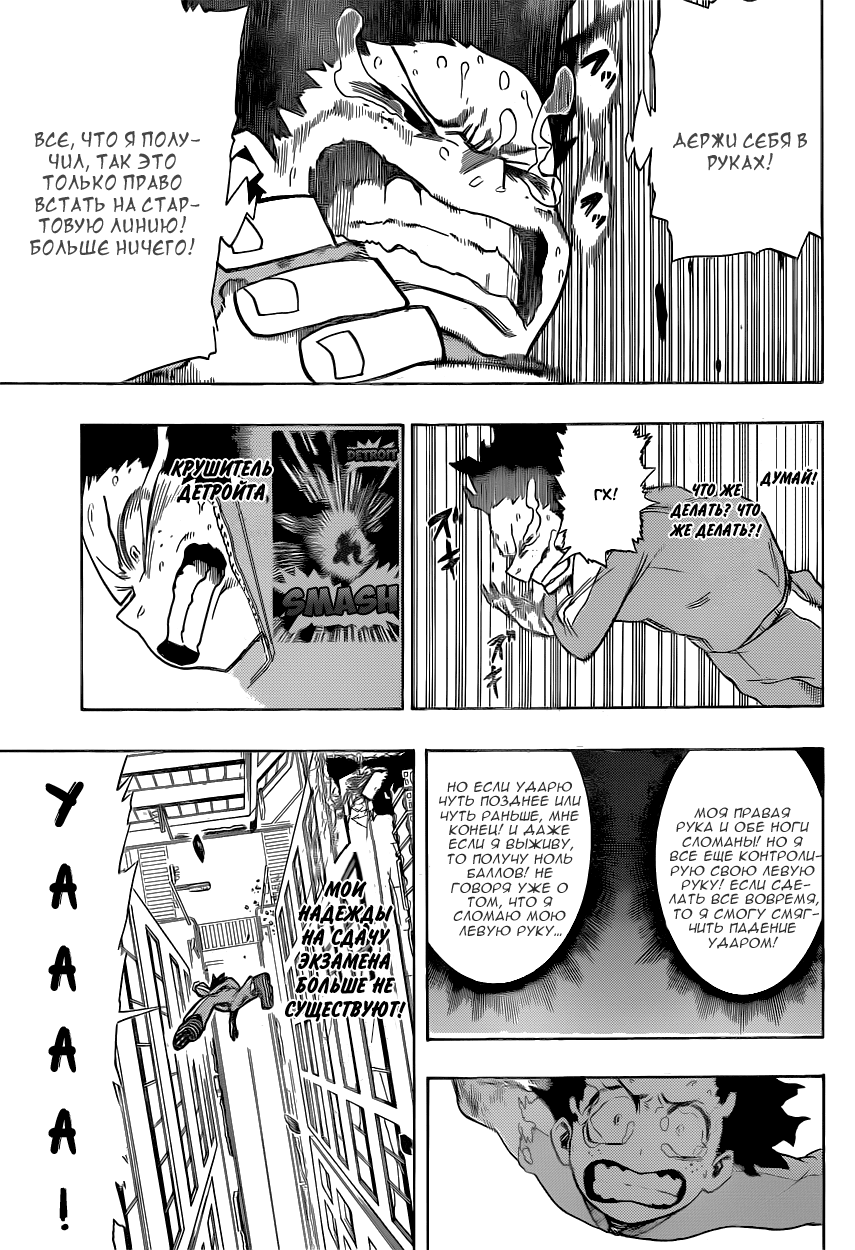 ДЕРЖИ СЕБЯ В
РУКАХ!
ВСЕ, ЧТО Я ПОЛУ-
ЧИЛ, ТАК ЭТО
ТОЛЬКО ПРАВО
ВСТАТЬ НА СТАР-
ТОВУЮ ЛИНИЮ!
БОЛЬШЕ НИЧЕГО!
ДУМАЙ!
ЧТО ЖЕ
ДЕЛАТЬ? ЧТО
ЖЕ ДЕЛАТЬ?!
ГХ!
КРУШИТЕЛЬ
ДЕТРОЙТА
DETROIT
SMASH
МОЯ ПРАВАЯ
РУКА И ОБЕ НОГИ
СЛОМАНЫ! НО Я
ВСЕ ЕЩЕ КОНТРОЛИ-
РУЮ СВОЮ ЛЕВУЮ
РУКУ! ЕСЛИ СДЕ-
ЛАТЬ ВСЕ ВОВРЕМЯ,
ТО Я СМОГУ СМЯГ-
ЧИТЬ ПАДЕНИЕ
УДАРОМ!
НО ЕСЛИ УДАРЮ
ЧУТЬ ПОЗДНЕЕ ИЛИ
ЧУТЬ РАНЬШЕ, МНЕ
КОНЕЦ! И ДАЖЕ
ЕСЛИ Я ВЫЖИВУ,
ТО ПОЛУЧУ НОЛЬ
БАЛЛОВ! НЕ
ГОВОРЯ УЖЕ О
ТОМ, ЧТО Я
СЛОМАЮ МОЮ
ЛЕВУЮ РУКУ...
МОИ
НАДЕЖДЫ
НА СДАЧУ
ЭКЗАМЕНА
БОЛЬШЕ НЕ
СУЩЕСТВУЮТ!
УАААА!